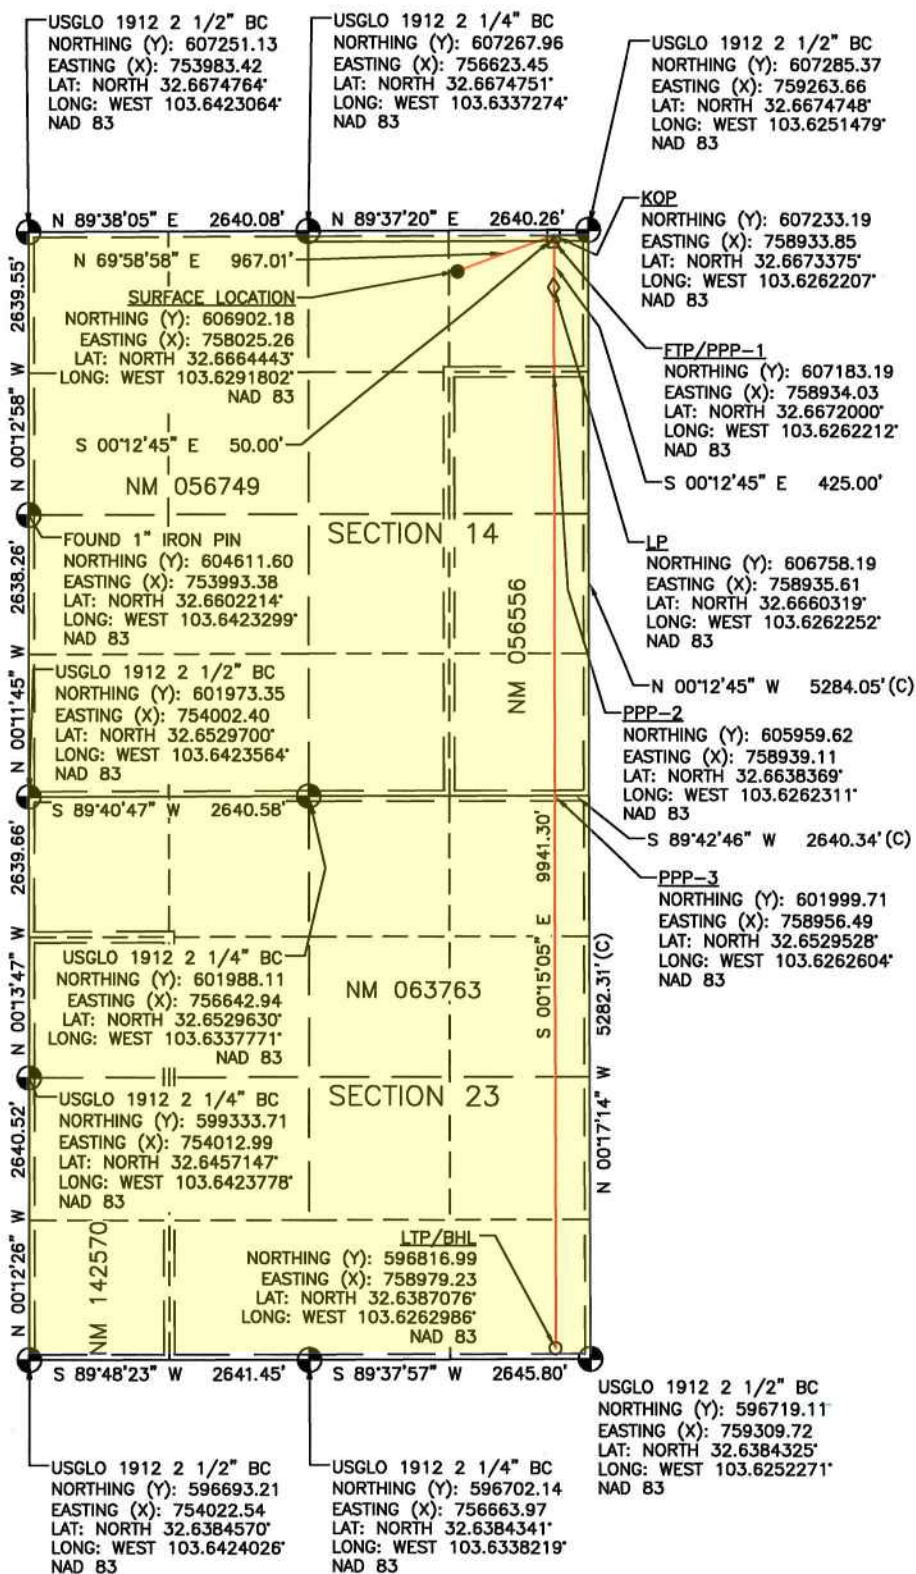 USGLO 1912 2 1/2" BC
NORTHING (Y): 607251.13
EASTING (X): 753983.42
LAT: NORTH 32.6674764°
LONG: WEST 103.6423064°
NAD 83
USGLO 1912 2 1/4" BC
NORTHING (Y): 607267.96
EASTING (X): 756623.45
LAT: NORTH 32.6674751°
LONG: WEST 103.6337274°
NAD 83
USGLO 1912 2 1/2" BC
NORTHING (Y): 607285.37
EASTING (X): 759263.66
LAT: NORTH 32.6674748°
LONG: WEST 103.6251479°
NAD 83
N 89°38'05" E 2640.08'
N 89°37'20" E 2640.26'
KOP
NORTHING (Y): 607233.19
EASTING (X): 758933.85
LAT: NORTH 32.6673375°
LONG: WEST 103.6262207°
NAD 83
N 69°58'58" E 967.01'
SURFACE LOCATION
NORTHING (Y): 606902.18
EASTING (X): 758025.26
LAT: NORTH 32.6664443°
LONG: WEST 103.6291802°
NAD 83
N 00°12'58" W 2639.55'
FTP/PPP-1
NORTHING (Y): 607183.19
EASTING (X): 758934.03
LAT: NORTH 32.6672000°
LONG: WEST 103.6262212°
NAD 83
S 00°12'45" E 50.00'
S 00°12'45" E 425.00'
NM 056749
SECTION 14
NM 056556
FOUND 1" IRON PIN
NORTHING (Y): 604611.60
EASTING (X): 753993.38
LAT: NORTH 32.6602214°
LONG: WEST 103.6423299°
NAD 83
LP
NORTHING (Y): 606758.19
EASTING (X): 758935.61
LAT: NORTH 32.6660319°
LONG: WEST 103.6262252°
NAD 83
N 00°11'45" W 2638.26'
USGLO 1912 2 1/2" BC
NORTHING (Y): 601973.35
EASTING (X): 754002.40
LAT: NORTH 32.6529700°
LONG: WEST 103.6423564°
NAD 83
N 00°12'45" W 5284.05'(C)
PPP-2
NORTHING (Y): 605959.62
EASTING (X): 758939.11
LAT: NORTH 32.6638369°
LONG: WEST 103.6262311°
NAD 83
S 89°40'47" W 2640.58'
S 89°42'46" W 2640.34'(C)
PPP-3
NORTHING (Y): 601999.71
EASTING (X): 758956.49
LAT: NORTH 32.6529528°
LONG: WEST 103.6262604°
NAD 83
N 00°13'47" W 2639.66'
S 00°15'05" E 9941.30'
USGLO 1912 2 1/4" BC
NORTHING (Y): 601988.11
EASTING (X): 756642.94
LAT: NORTH 32.6529630°
LONG: WEST 103.6337771°
NAD 83
NM 063763
N 00°17'14" W 5282.31'(C)
SECTION 23
USGLO 1912 2 1/4" BC
NORTHING (Y): 599333.71
EASTING (X): 754012.99
LAT: NORTH 32.6457147°
LONG: WEST 103.6423778°
NAD 83
N 00°12'26" W 2640.52'
NM 142570
LTP/BHL
NORTHING (Y): 596816.99
EASTING (X): 758979.23
LAT: NORTH 32.6387076°
LONG: WEST 103.6262986°
NAD 83
S 89°48'23" W 2641.45'
S 89°37'57" W 2645.80'
USGLO 1912 2 1/2" BC
NORTHING (Y): 596719.11
EASTING (X): 759309.72
LAT: NORTH 32.6384325°
LONG: WEST 103.6252271°
NAD 83
USGLO 1912 2 1/2" BC
NORTHING (Y): 596693.21
EASTING (X): 754022.54
LAT: NORTH 32.6384570°
LONG: WEST 103.6424026°
NAD 83
USGLO 1912 2 1/4" BC
NORTHING (Y): 596702.14
EASTING (X): 756663.97
LAT: NORTH 32.6384341°
LONG: WEST 103.6338219°
NAD 83